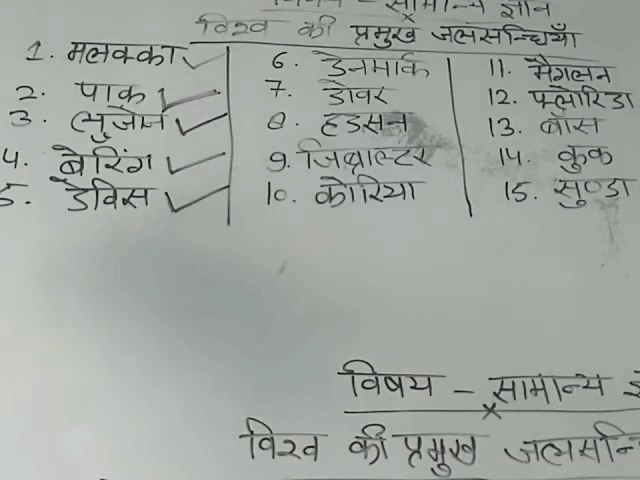 विषय - सामान्य ज्ञान
विश्व की प्रमुख जलसन्धियाँ
1. मलक्का ✓ 6. डेनमार्क 11. मैगलन
2. पाक ✓ 7. डोवर 12. फ्लोरिडा
3. लुजोन ✓ 8. हडसन 13. बॉस
4. बेरिंग ✓ 9. जिब्राल्टर 14. कुक
5. डेविस ✓ 10. कोरिया 15. सुण्डा
विषय - सामान्य
विश्व की प्रमुख जलसन्धि